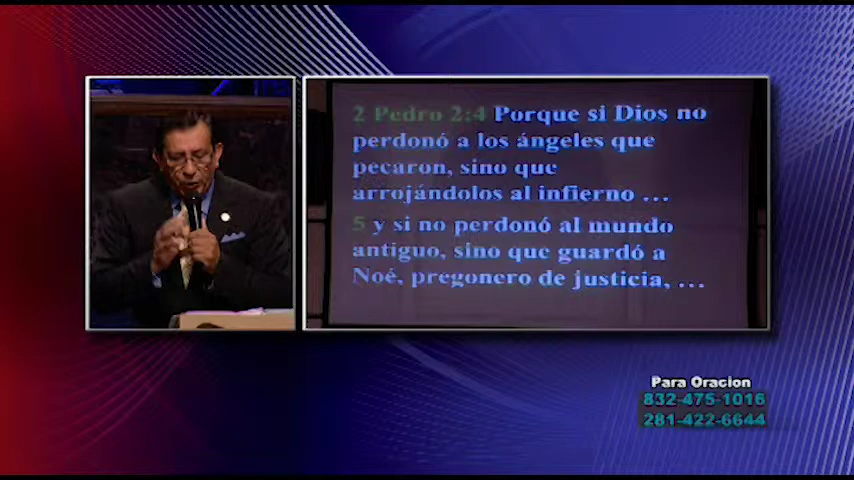 2 Pedro 2:4 Porque si Dios no
perdonó a los ángeles que
pecaron, sino que
arrojándolos al infierno ...
5 y si no perdonó al mundo
antiguo, sino que guardó a
Noé, pregonero de justicia, ...
Para Oracion
832-475-1016
281-422-6644